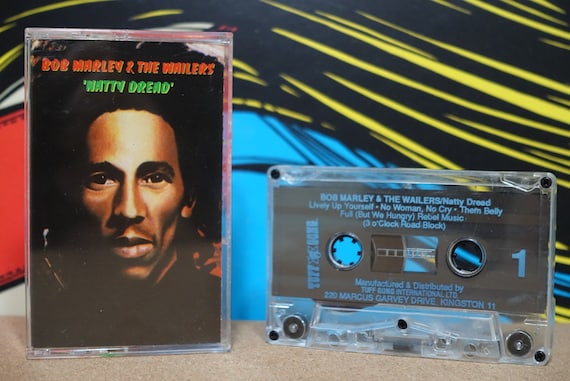 BOB MARLEY & THE WAILERS
'NATTY DREAD'
BOB MARLEY & THE WAILERS/Natty Dread
Lively Up Yourself • No Woman, No Cry • Them Belly
Full (But We Hungry) Rebel Music
(3 o'Clock Road Block)
TUFF GONG
1
Manufactured & Distributed by
TUFF GONG INTERNATIONAL LTD.
220 MARCUS GARVEY DRIVE, KINGSTON 11